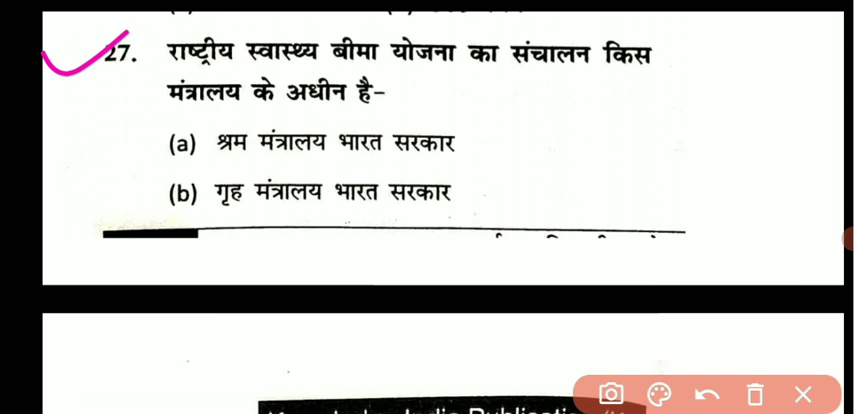 27. राष्ट्रीय स्वास्थ्य बीमा योजना का संचालन किस
मंत्रालय के अधीन है-
(a) श्रम मंत्रालय भारत सरकार
(b) गृह मंत्रालय भारत सरकार